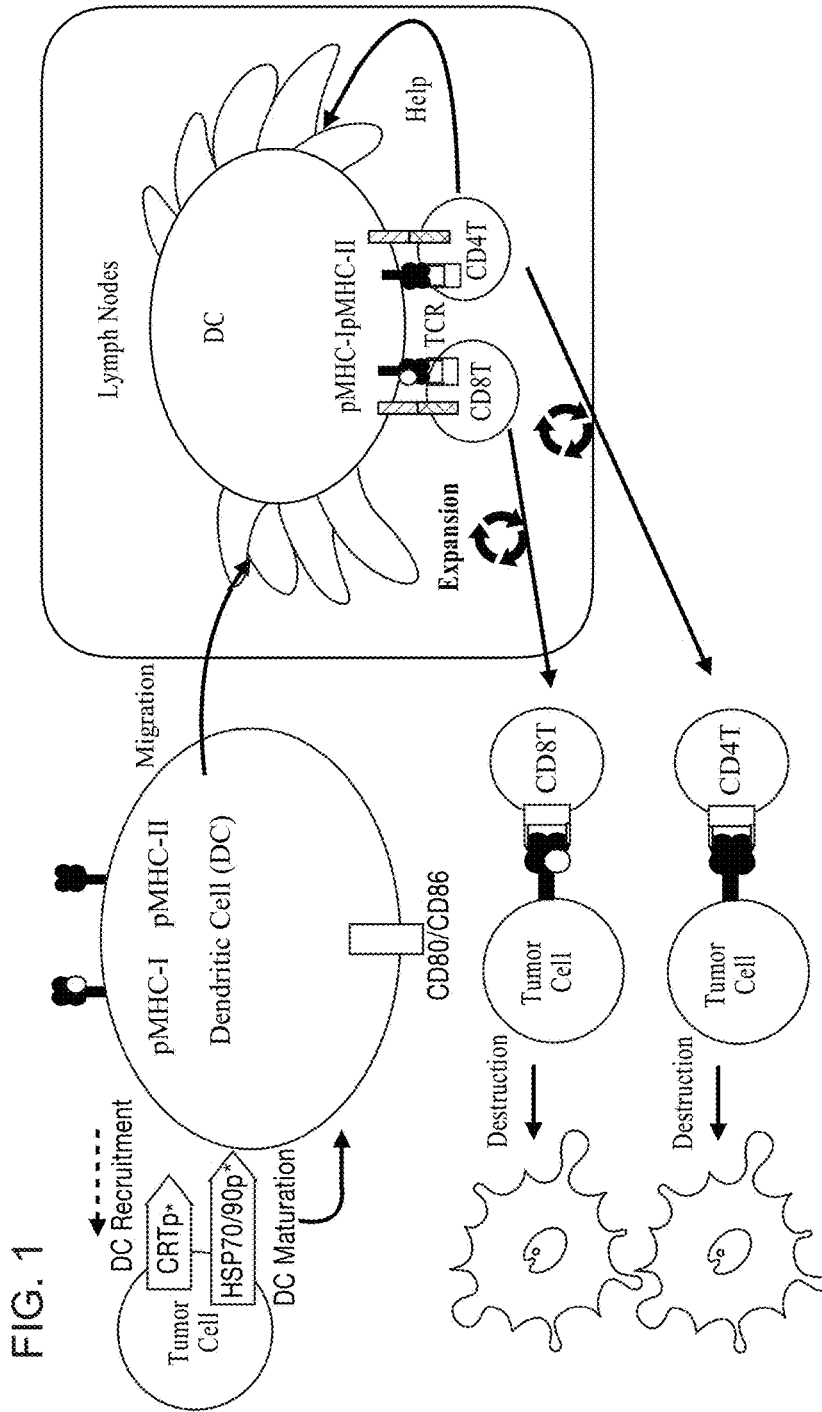 FIG. 1
DC Recruitment
CRTp*
HSP70/90p*
Tumor
Cell
DC Maturation
pMHC-I pMHC-II
Dendritic Cell (DC)
CD80/CD86
Migration
Lymph Nodes
DC
pMHC-IpMHC-II
TCR
CD8T
CD4T
Help
Expansion
Destruction
Tumor
Cell
CD8T
Destruction
Tumor
Cell
CD4T